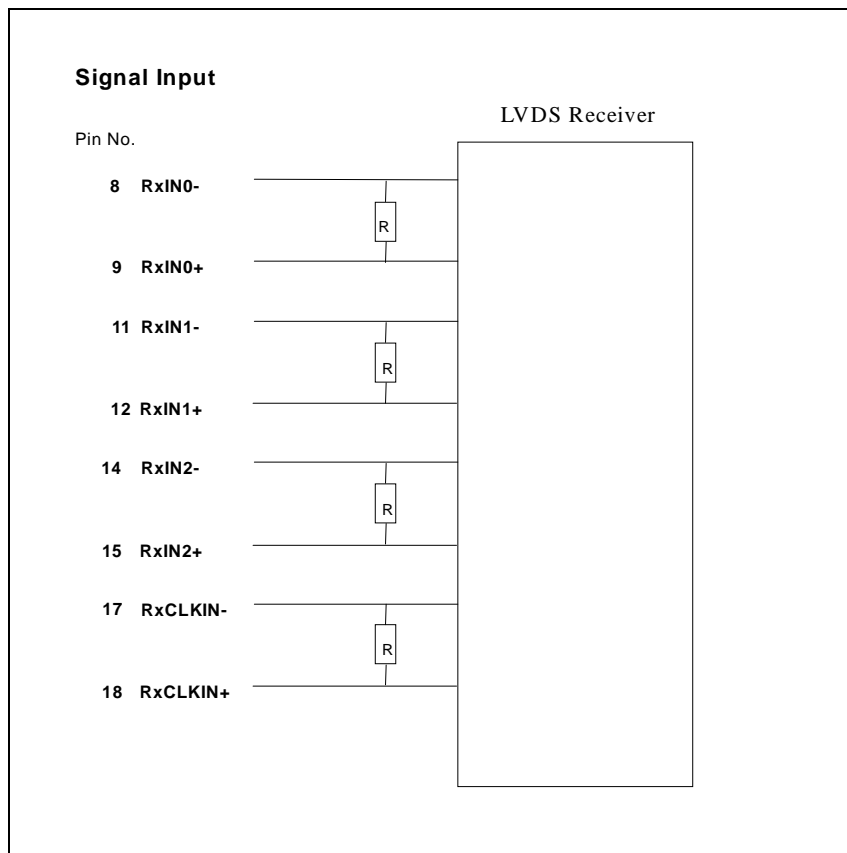 Signal Input
LVDS Receiver
Pin No.
8 RxIN0-
R
9 RxIN0+
11 RxIN1-
R
12 RxIN1+
14 RxIN2-
R
15 RxIN2+
17 RxCLKIN-
R
18 RxCLKIN+